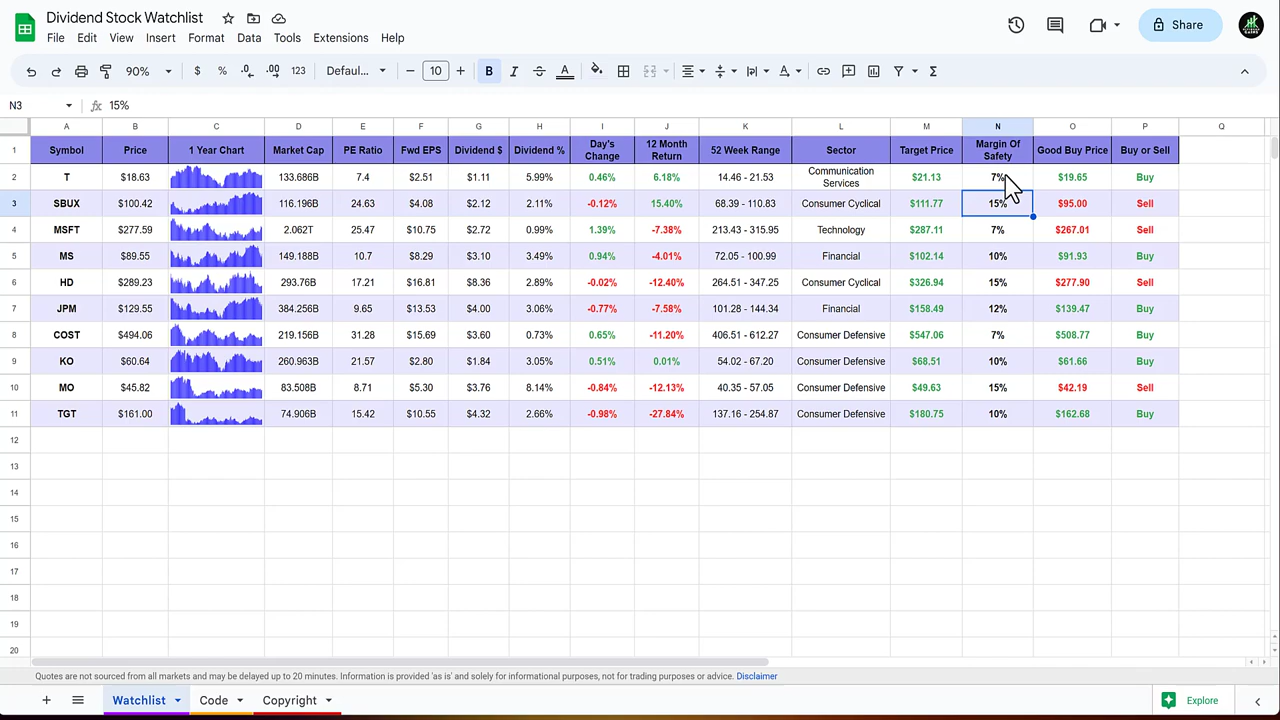 Dividend Stock Watchlist
File Edit View Insert Format Data Tools Extensions Help
Share
90% $ % .0 .00 123 Defaul... 10 B I A Σ
N3 fx 15%
A B C D E F G H I J K L M N O P Q
1 Symbol Price 1 Year Chart Market Cap PE Ratio Fwd EPS Dividend $ Dividend % Day's Change 12 Month Return 52 Week Range Sector Target Price Margin Of Safety Good Buy Price Buy or Sell
2 T $18.63 133.686B 7.4 $2.51 $1.11 5.99% 0.46% 6.18% 14.46 - 21.53 Communication Services $21.13 7% $19.65 Buy
3 SBUX $100.42 116.186B 24.63 $4.08 $2.12 2.11% -0.12% 15.40% 68.39 - 110.83 Consumer Cyclical $111.77 15% $95.00 Sell
4 MSFT $277.59 2.062T 25.47 $10.75 $2.72 0.99% 1.39% -7.38% 213.43 - 315.95 Technology $287.11 7% $267.01 Sell
5 MS $89.55 149.188B 10.7 $8.29 $3.10 3.49% 0.94% -4.01% 72.05 - 100.99 Financial $102.14 10% $91.93 Buy
6 HD $289.23 293.76B 17.21 $16.81 $8.36 2.89% -0.02% -12.40% 264.51 - 347.25 Consumer Cyclical $326.94 15% $277.90 Sell
7 JPM $129.55 384.256B 9.65 $13.53 $4.00 3.06% -0.77% -7.58% 101.28 - 144.34 Financial $158.49 12% $139.47 Buy
8 COST $494.06 219.156B 31.28 $15.69 $3.60 0.73% 0.65% -11.20% 406.51 - 612.27 Consumer Defensive $547.06 7% $508.77 Buy
9 KO $60.64 260.963B 21.57 $2.80 $1.84 3.05% 0.51% 0.01% 54.02 - 67.20 Consumer Defensive $68.51 10% $61.66 Buy
10 MO $45.82 83.508B 8.71 $5.30 $3.76 8.14% -0.84% -12.13% 40.35 - 57.05 Consumer Defensive $49.63 15% $42.19 Sell
11 TGT $161.00 74.906B 15.42 $10.55 $4.32 2.66% -0.98% -27.84% 137.16 - 254.87 Consumer Defensive $180.75 10% $162.68 Buy
12
13
14
15
16
17
18
19
20
Quotes are not sourced from all markets and may be delayed up to 20 minutes. Information is provided 'as is' and solely for informational purposes, not for trading purposes or advice. Disclaimer
Watchlist Code Copyright Explore